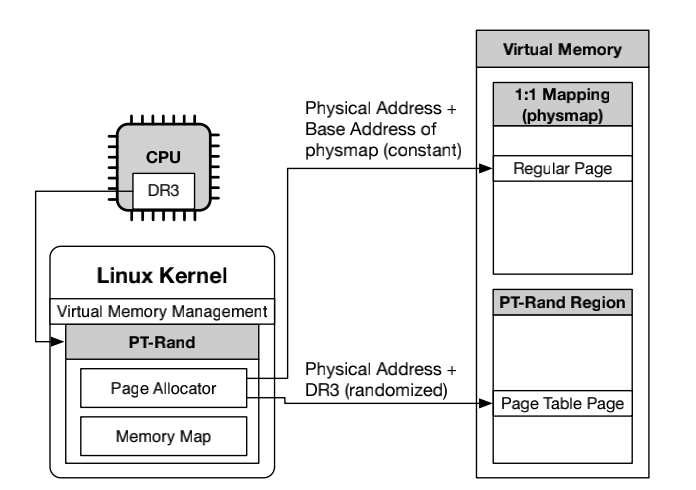 Virtual Memory
1:1 Mapping
(physmap)
Regular Page
PT-Rand Region
Page Table Page
Physical Address +
Base Address of
physmap (constant)
CPU
DR3
Linux Kernel
Virtual Memory Management
PT-Rand
Page Allocator
Memory Map
Physical Address +
DR3 (randomized)